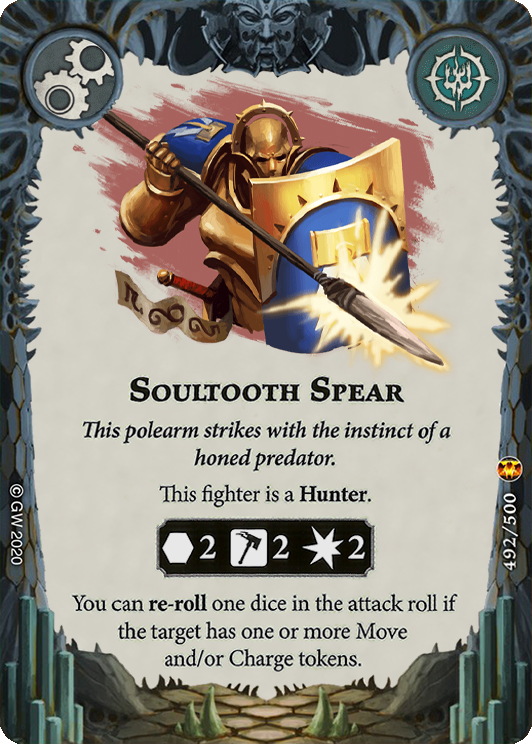 Soultooth Spear
This polearm strikes with the instinct of a
honed predator.
This fighter is a Hunter.
2 2 2
You can re-roll one dice in the attack roll if
the target has one or more Move
and/or Charge tokens.
© GW 2020
492/500